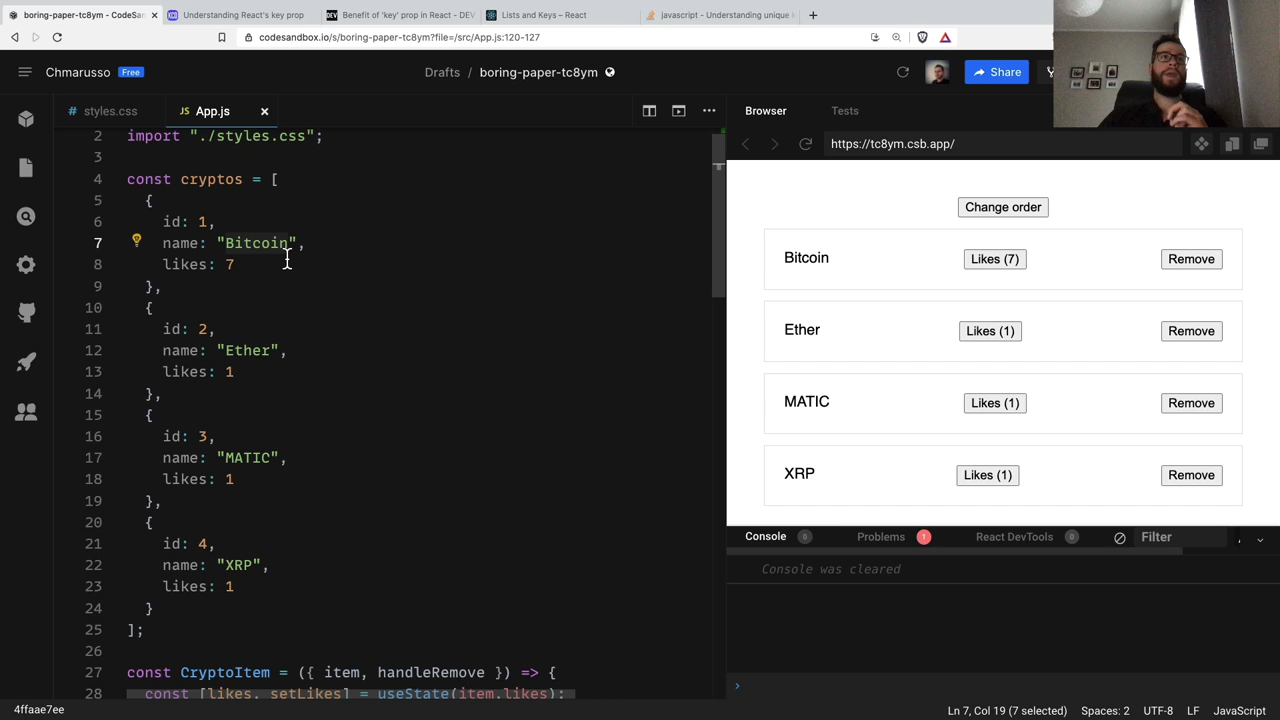 boring-paper-tc8ym - CodeSan
Understanding React's key prop
DEV
Benefit of 'key' prop in React - DEV
Lists and Keys – React
javascript - Understanding unique k
codesandbox.io/s/boring-paper-tc8ym?file=/src/App.js:120-127
Chmarusso Free
Drafts / boring-paper-tc8ym
Share
# styles.css
JS App.js
Browser
Tests
https://tc8ym.csb.app/
2 import "./styles.css";
3
4 const cryptos = [
5 {
6 id: 1,
7 name: "Bitcoin",
8 likes: 7
9 },
10 {
11 id: 2,
12 name: "Ether",
13 likes: 1
14 },
15 {
16 id: 3,
17 name: "MATIC",
18 likes: 1
19 },
20 {
21 id: 4,
22 name: "XRP",
23 likes: 1
24 }
25 ];
26
27 const CryptoItem = ({ item, handleRemove }) => {
28 const [likes, setLikes] = useState(item.likes);
Change order
Bitcoin Likes (7) Remove
Ether Likes (1) Remove
MATIC Likes (1) Remove
XRP Likes (1) Remove
Console 0 Problems 1 React DevTools 0 Filter
Console was cleared
›
4ffaae7ee
Ln 7, Col 19 (7 selected) Spaces: 2 UTF-8 LF JavaScript